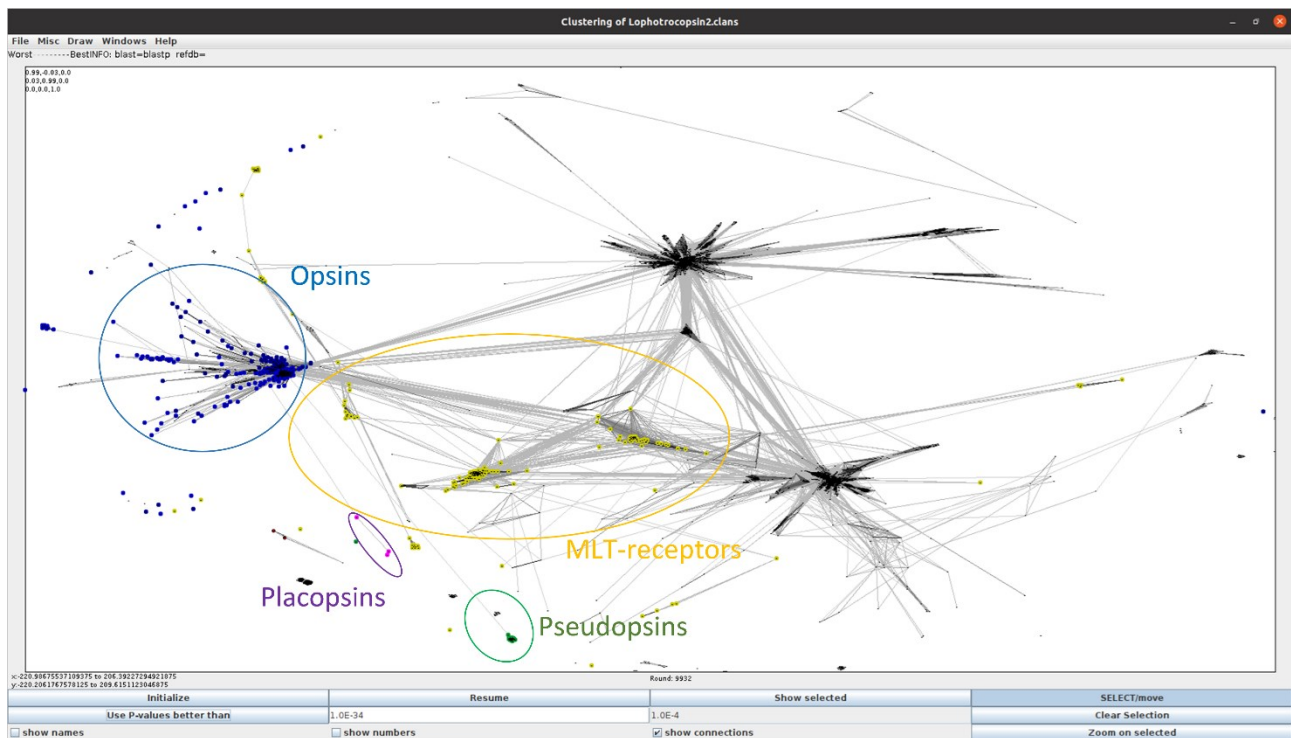 Clustering of Lophotrocopsin2.clans
File Misc Draw Windows Help
Worst --------BestINFO: blast=blastp refdb=
0.99,-0.03,0.0
0.03,0.99,0.0
0.0,0.0,1.0
Opsins
MLT-receptors
Placopsins
Pseudopsins
x:-220.90675537109375 to 206.39227294921875
y:-220.2061767578125 to 209.6151123046875
Round: 9932
Initialize Resume Show selected SELECT/move
Use P-values better than 1.0E-34 1.0E-4 Clear Selection
show names show numbers show connections Zoom on selected